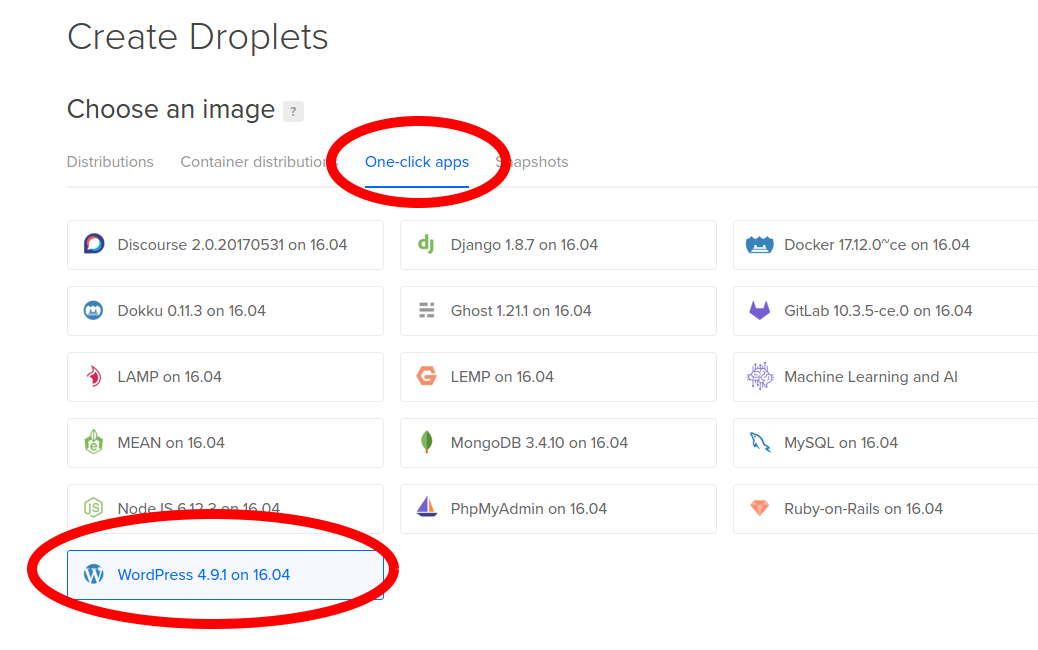 Create Droplets
Choose an image ?
Distributions Container distributions One-click apps Snapshots
Discourse 2.0.20170531 on 16.04 Django 1.8.7 on 16.04 Docker 17.12.0~ce on 16.04
Dokku 0.11.3 on 16.04 Ghost 1.21.1 on 16.04 GitLab 10.3.5-ce.0 on 16.04
LAMP on 16.04 LEMP on 16.04 Machine Learning and AI
MEAN on 16.04 MongoDB 3.4.10 on 16.04 MySQL on 16.04
NodeJS 6.12.3 on 16.04 PhpMyAdmin on 16.04 Ruby-on-Rails on 16.04
WordPress 4.9.1 on 16.04